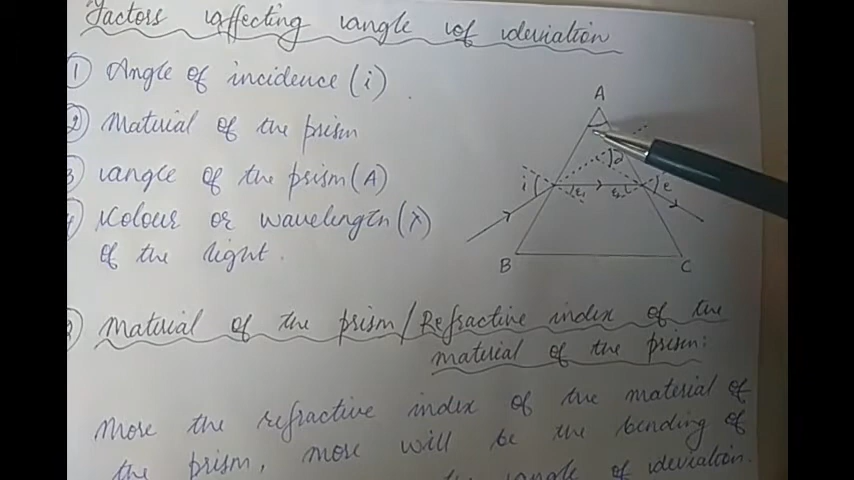 Factors affecting angle of deviation
① Angle of incidence (i)
② Material of the prism
3 angle of the prism (A)
4 Colour or wavelength (λ)
of the light.
A
d
i
r₁
r₂
e
B
C
Material of the prism / Refractive index of the
material of the prism:
More the refractive index of the material of
the prism, more will be the bending of
angle of deviation.